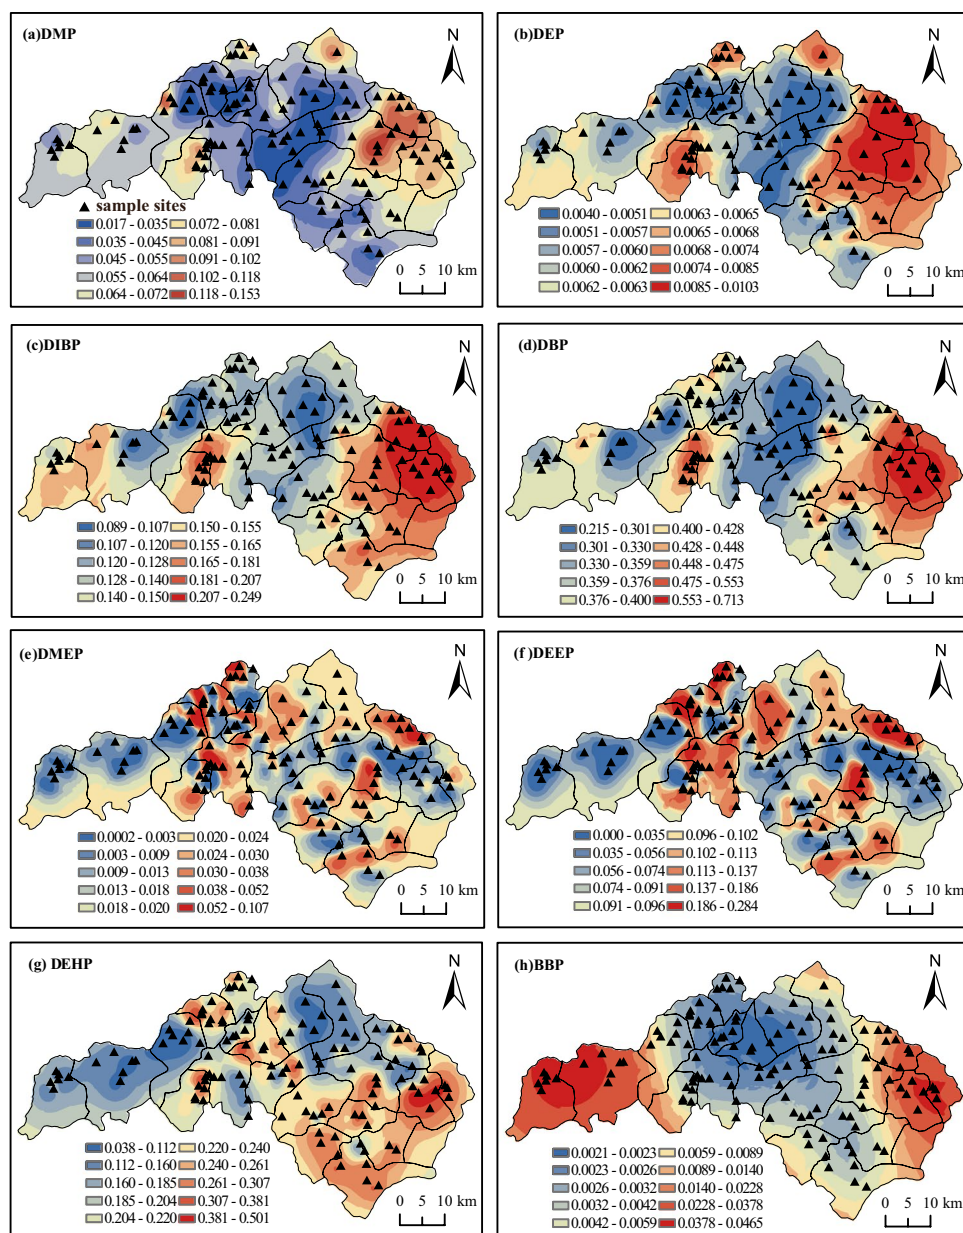 (a)DMP
N
▲ sample sites
0.017 - 0.035 0.072 - 0.081
0.035 - 0.045 0.081 - 0.091
0.045 - 0.055 0.091 - 0.102
0.055 - 0.064 0.102 - 0.118
0.064 - 0.072 0.118 - 0.153
0 5 10 km
(b)DEP
N
0.0040 - 0.0051 0.0063 - 0.0065
0.0051 - 0.0057 0.0065 - 0.0068
0.0057 - 0.0060 0.0068 - 0.0074
0.0060 - 0.0062 0.0074 - 0.0085
0.0062 - 0.0063 0.0085 - 0.0103
0 5 10 km
(c)DIBP
N
0.089 - 0.107 0.150 - 0.155
0.107 - 0.120 0.155 - 0.165
0.120 - 0.128 0.165 - 0.181
0.128 - 0.140 0.181 - 0.207
0.140 - 0.150 0.207 - 0.249
0 5 10 km
(d)DBP
N
0.215 - 0.301 0.400 - 0.428
0.301 - 0.330 0.428 - 0.448
0.330 - 0.359 0.448 - 0.475
0.359 - 0.376 0.475 - 0.553
0.376 - 0.400 0.553 - 0.713
0 5 10 km
(e)DMEP
N
0.0002 - 0.003 0.020 - 0.024
0.003 - 0.009 0.024 - 0.030
0.009 - 0.013 0.030 - 0.038
0.013 - 0.018 0.038 - 0.052
0.018 - 0.020 0.052 - 0.107
0 5 10 km
(f)DEEP
N
0.000 - 0.035 0.096 - 0.102
0.035 - 0.056 0.102 - 0.113
0.056 - 0.074 0.113 - 0.137
0.074 - 0.091 0.137 - 0.186
0.091 - 0.096 0.186 - 0.284
0 5 10 km
(g) DEHP
N
0.038 - 0.112 0.220 - 0.240
0.112 - 0.160 0.240 - 0.261
0.160 - 0.185 0.261 - 0.307
0.185 - 0.204 0.307 - 0.381
0.204 - 0.220 0.381 - 0.501
0 5 10 km
(h)BBP
N
0.0021 - 0.0023 0.0059 - 0.0089
0.0023 - 0.0026 0.0089 - 0.0140
0.0026 - 0.0032 0.0140 - 0.0228
0.0032 - 0.0042 0.0228 - 0.0378
0.0042 - 0.0059 0.0378 - 0.0465
0 5 10 km